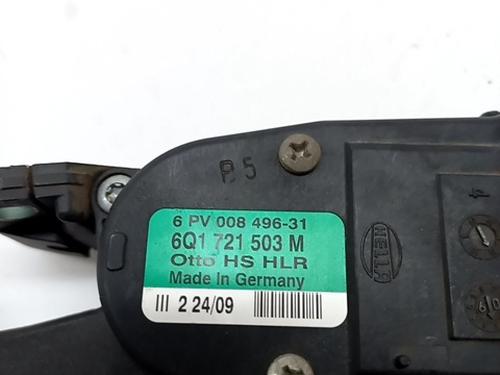 P. 5
6 PV 008 496-31
6Q1 721 503 M
Otto HS HLR
Made in Germany
III 2 24/09
HELLA